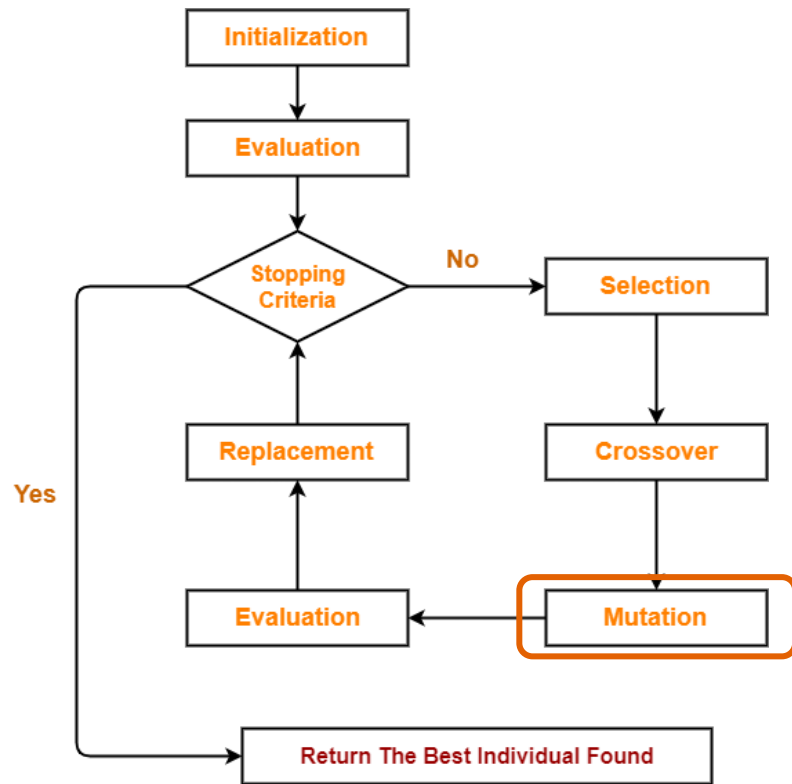 Initialization
Evaluation
Stopping
Criteria
No
Selection
Replacement
Crossover
Yes
Evaluation
Mutation
Return The Best Individual Found